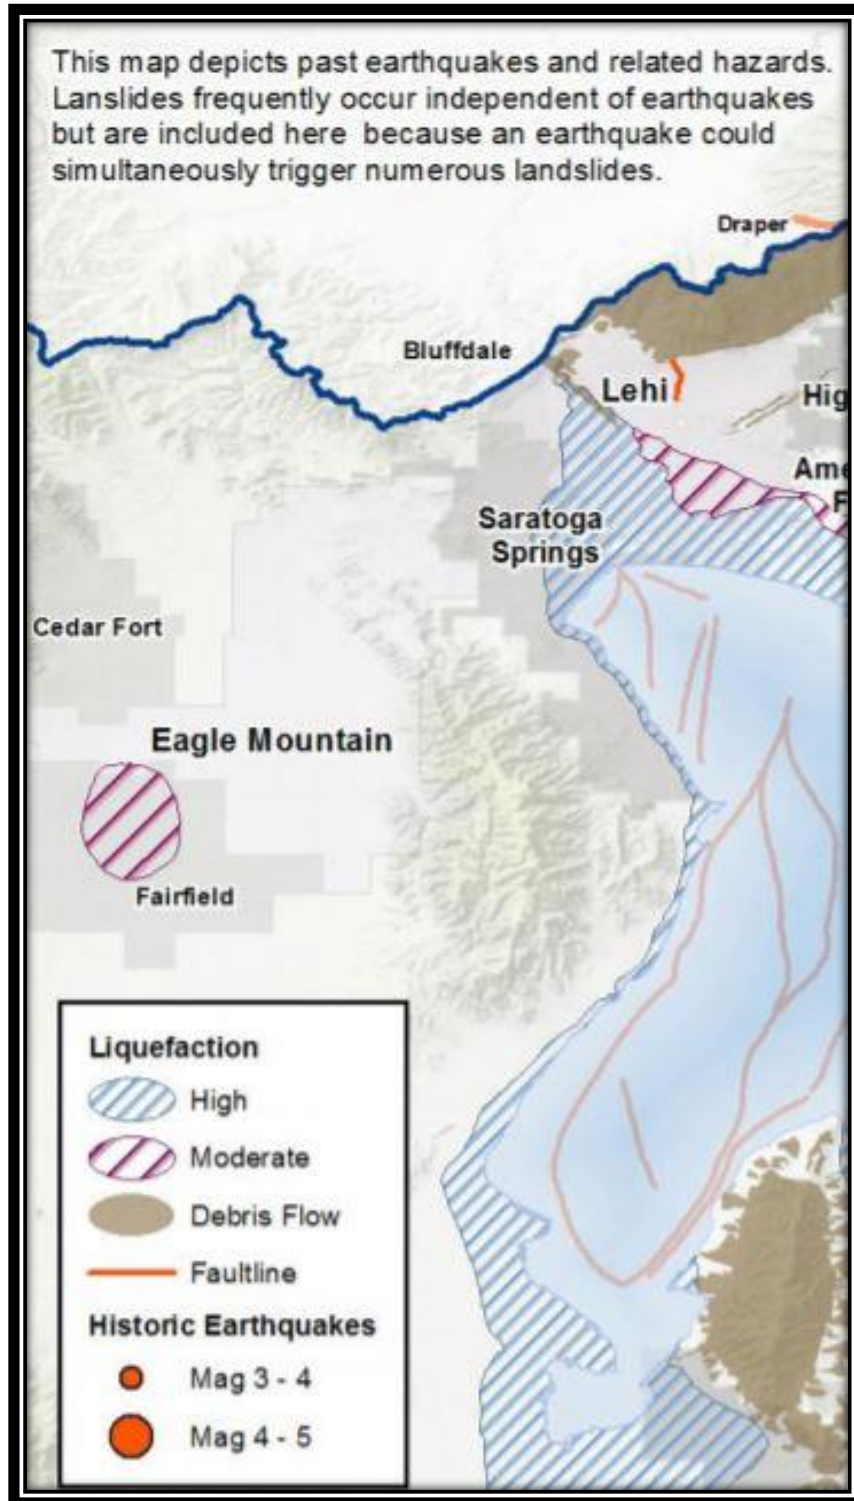 This map depicts past earthquakes and related hazards.
Lanslides frequently occur independent of earthquakes
but are included here because an earthquake could
simultaneously trigger numerous landslides.
Draper
Bluffdale
Lehi
Hig
Ame
F
Saratoga
Springs
Cedar Fort
Eagle Mountain
Fairfield
Liquefaction
High
Moderate
Debris Flow
Faultline
Historic Earthquakes
Mag 3 - 4
Mag 4 - 5